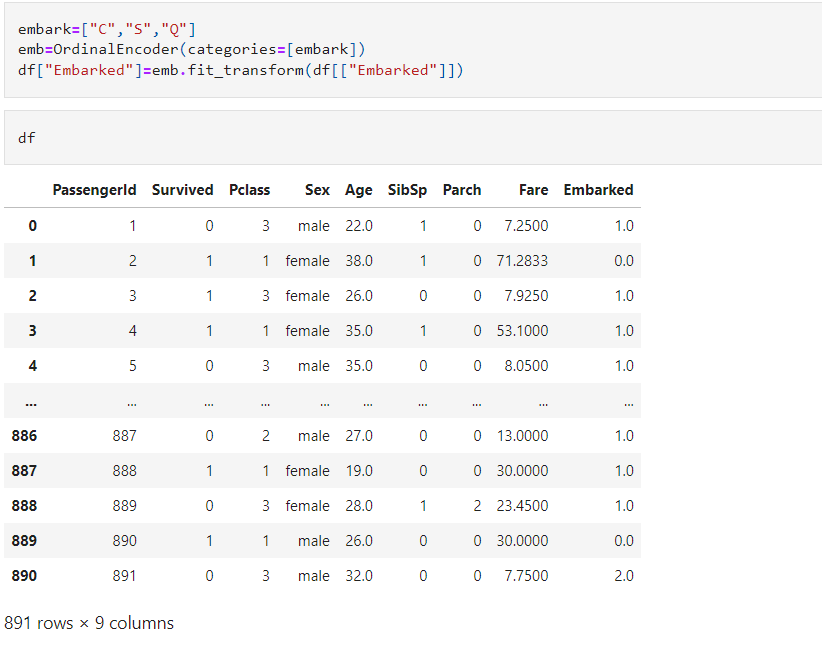 embark=["C","S","Q"]
emb=OrdinalEncoder(categories=[embark])
df["Embarked"]=emb.fit_transform(df[["Embarked"]])
df
PassengerId Survived Pclass Sex Age SibSp Parch Fare Embarked
0 1 0 3 male 22.0 1 0 7.2500 1.0
1 2 1 1 female 38.0 1 0 71.2833 0.0
2 3 1 3 female 26.0 0 0 7.9250 1.0
3 4 1 1 female 35.0 1 0 53.1000 1.0
4 5 0 3 male 35.0 0 0 8.0500 1.0
... ... ... ... ... ... ... ... ... ...
886 887 0 2 male 27.0 0 0 13.0000 1.0
887 888 1 1 female 19.0 0 0 30.0000 1.0
888 889 0 3 female 28.0 1 2 23.4500 1.0
889 890 1 1 male 26.0 0 0 30.0000 0.0
890 891 0 3 male 32.0 0 0 7.7500 2.0
891 rows × 9 columns